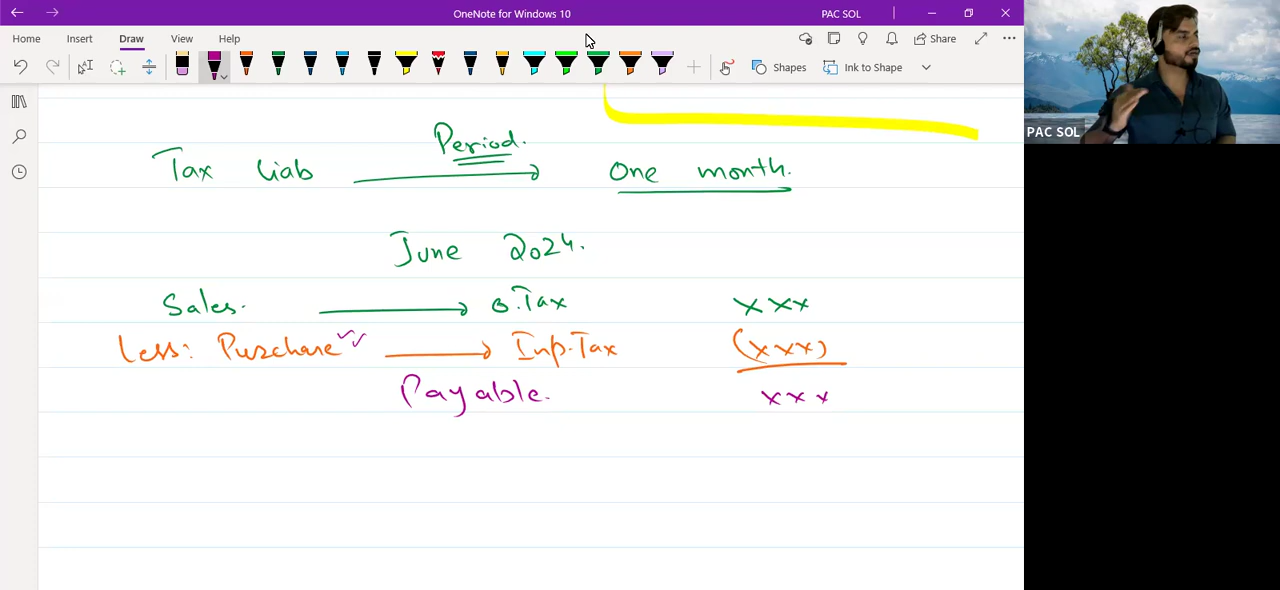 OneNote for Windows 10
PAC SOL
Home Insert Draw View Help
Share
Shapes
Ink to Shape
PAC SOL
Period.
Tax liab → One month.
June 2024.
Sales. → O.Tax xxx
Less: Purchase → Inp.Tax (xxx)
Payable. xxx